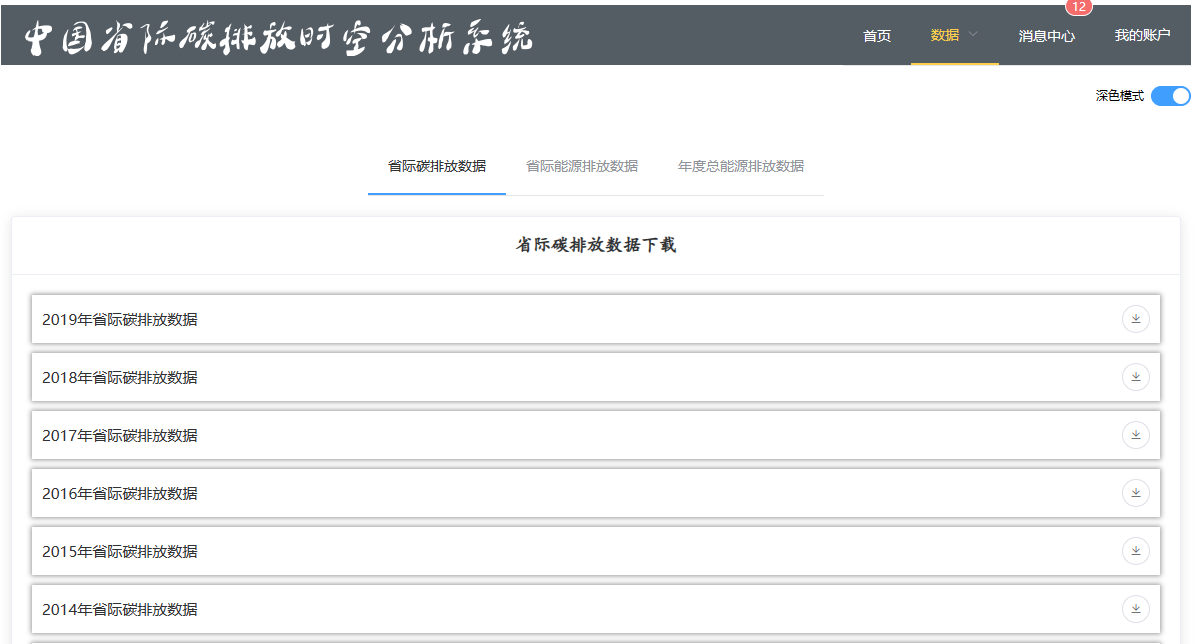 12
中国省际碳排放时空分析系统 首页 数据 消息中心 我的账户
深色模式
省际碳排放数据 省际能源排放数据 年度总能源排放数据
省际碳排放数据下载
2019年省际碳排放数据
2018年省际碳排放数据
2017年省际碳排放数据
2016年省际碳排放数据
2015年省际碳排放数据
2014年省际碳排放数据